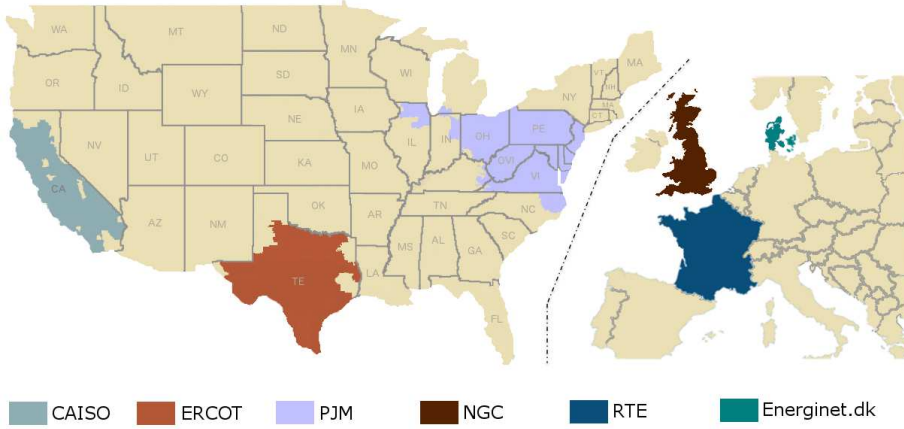 WA
MT
ND
MN
OR
ID
WY
SD
WI
NY
VT
NH
MA
MA
CT
IA
NE
NV
UT
CO
KA
MO
IL
IN
OH
PE
OVI
VI
CA
AZ
NM
OK
AR
TN
NC
SC
MS
AL
GA
LA
TE
FL
CAISO
ERCOT
PJM
NGC
RTE
Energinet.dk